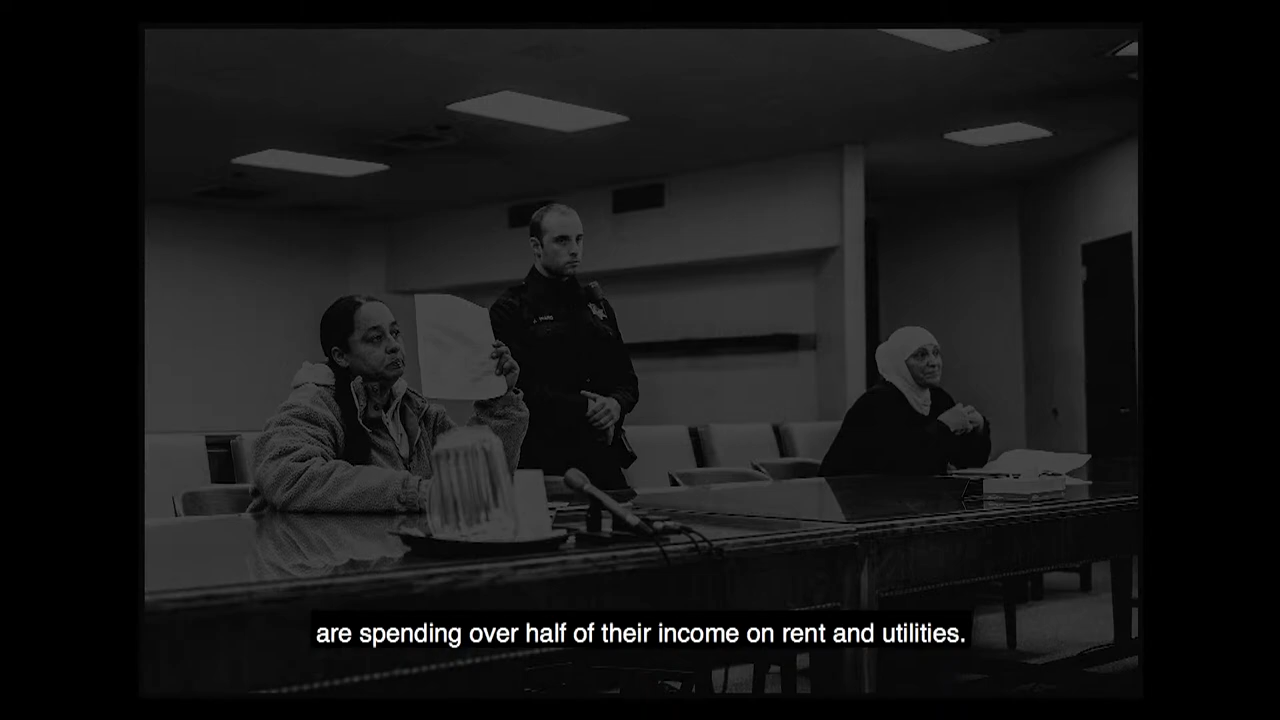 are spending over half of their income on rent and utilities.